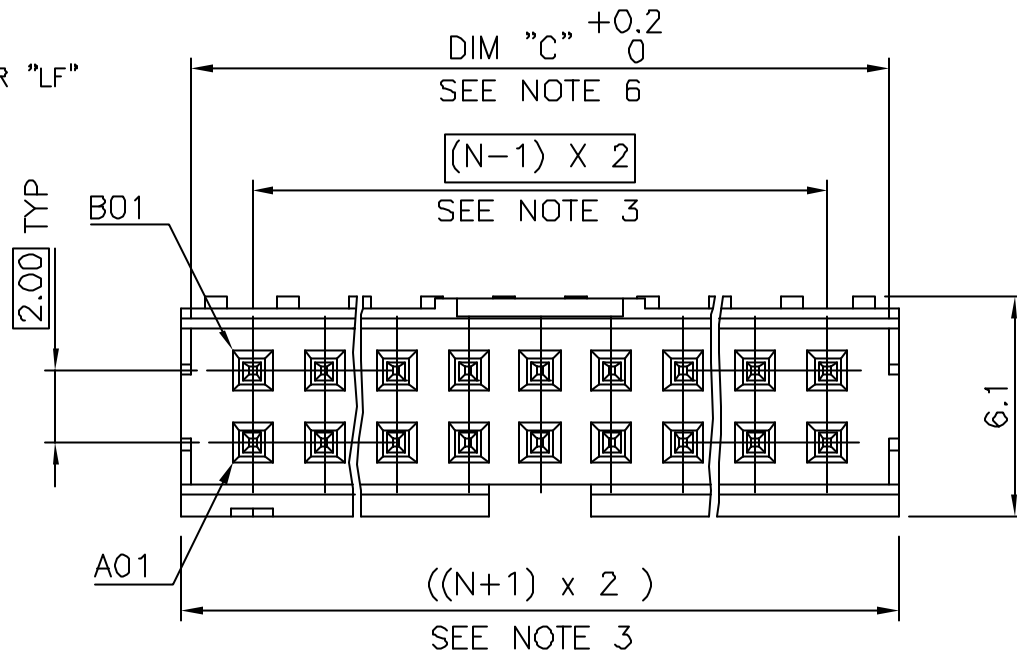 DIM "C" +0.2
0
R "LF"
SEE NOTE 6
(N-1) X 2
SEE NOTE 3
2.00 TYP
B01
6.1
A01
((N+1) x 2 )
SEE NOTE 3